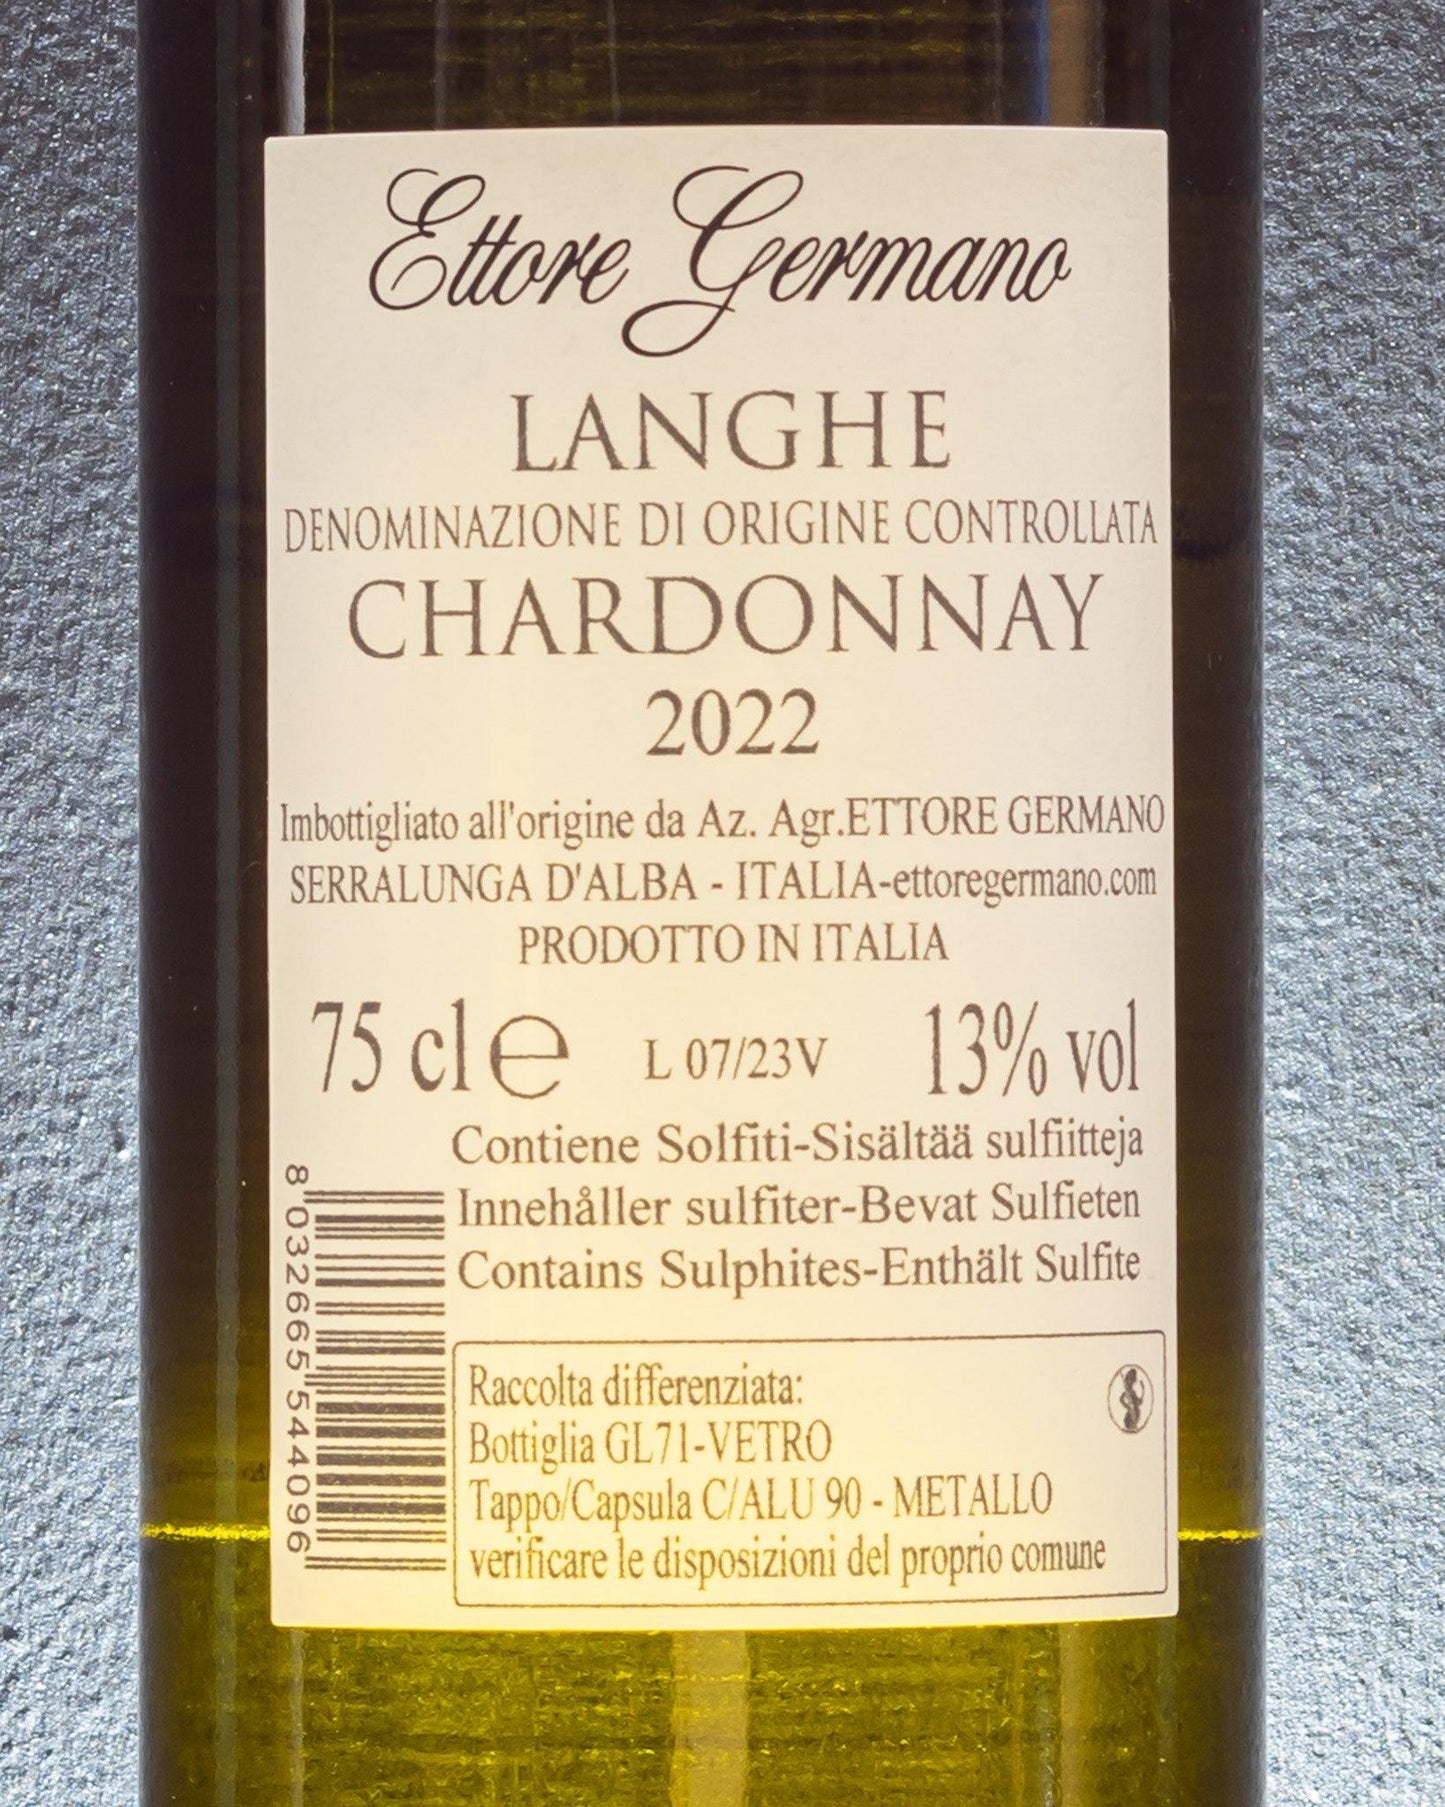 Ettore Germano
LANGHE
DENOMINAZIONE DI ORIGINE CONTROLLATA
CHARDONNAY
2022
Imbottigliato all'origine da Az. Agr.ETTORE GERMANO
SERRALUNGA D'ALBA - ITALIA-ettoregermano.com
PRODOTTO IN ITALIA
75 cl e L 07/23V 13% vol
Contiene Solfiti-Sisältää sulfiitteja
Innehåller sulfiter-Bevat Sulfieten
Contains Sulphites-Enthält Sulfite
8 032665 544096
Raccolta differenziata:
Bottiglia GL71-VETRO
Tappo/Capsula C/ALU 90 - METALLO
verificare le disposizioni del proprio comune